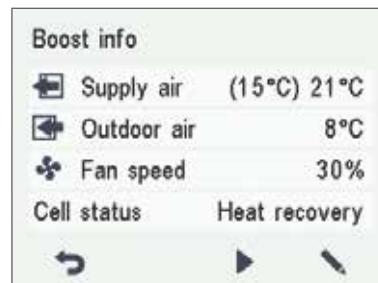 Boost info
Supply air (15°C) 21°C
Outdoor air 8°C
Fan speed 30%
Cell status Heat recovery